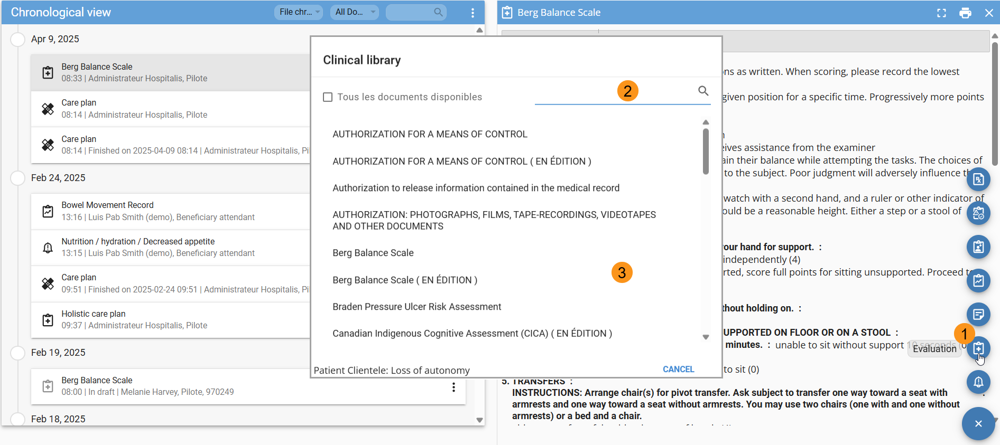 Chronological view
File chr...
All Do...
Apr 9, 2025
Berg Balance Scale
08:33 | Administrateur Hospitalis, Pilote
Care plan
08:14 | Administrateur Hospitalis, Pilote
Care plan
08:14 | Finished on 2025-04-09 08:14 | Administrateur Hospitalis, Pi
Feb 24, 2025
Bowel Movement Record
13:16 | Luis Pab Smith (demo), Beneficiary attendant
Nutrition / hydration / Decreased appetite
13:15 | Luis Pab Smith (demo), Beneficiary attendant
Care plan
09:51 | Finished on 2025-02-24 09:51 | Administrateur Hospitalis, Pi
Holistic care plan
09:37 | Administrateur Hospitalis, Pilote
Feb 19, 2025
Berg Balance Scale
08:00 | In draft | Melanie Harvey, Pilote, 970249
Feb 18, 2025
Clinical library
Tous les documents disponibles
2
AUTHORIZATION FOR A MEANS OF CONTROL
AUTHORIZATION FOR A MEANS OF CONTROL ( EN ÉDITION )
Authorization to release information contained in the medical record
AUTHORIZATION: PHOTOGRAPHS, FILMS, TAPE-RECORDINGS, VIDEOTAPES
AND OTHER DOCUMENTS
Berg Balance Scale
3
Berg Balance Scale ( EN ÉDITION )
Braden Pressure Ulcer Risk Assessment
Canadian Indigenous Cognitive Assessment (CICA) ( EN ÉDITION )
Patient Clientele: Loss of autonomy
CANCEL
Berg Balance Scale
ns as written. When scoring, please record the lowest
given position for a specific time. Progressively more points
eives assistance from the examiner
ain their balance while attempting the tasks. The choices of
to the subject. Poor judgment will adversely influence th
watch with a second hand, and a ruler or other indicator of
ould be a reasonable height. Either a step or a stool of
your hand for support. :
independently (4)
rted, score full points for sitting unsupported. Proceed to
thout holding on. :
UPPORTED ON FLOOR OR ON A STOOL :
1
minutes. : unable to sit without support 10 seconds (0
Evaluation
to sit (0)
5. TRANSFERS :
INSTRUCTIONS: Arrange chair(s) for pivot transfer. Ask subject to transfer one way toward a seat with
armrests and one way toward a seat without armrests. You may use two chairs (one with and one without
armrests) or a bed and a chair.